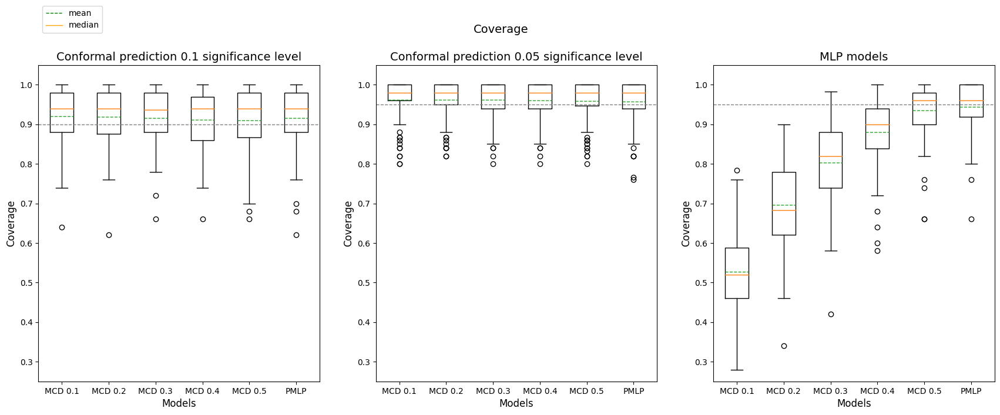 mean
median
Coverage
Conformal prediction 0.1 significance level
Coverage
1.0
0.9
0.8
0.7
0.6
0.5
0.4
0.3
MCD 0.1 MCD 0.2 MCD 0.3 MCD 0.4 MCD 0.5 PMLP
Models
Conformal prediction 0.05 significance level
Coverage
1.0
0.9
0.8
0.7
0.6
0.5
0.4
0.3
MCD 0.1 MCD 0.2 MCD 0.3 MCD 0.4 MCD 0.5 PMLP
Models
MLP models
Coverage
1.0
0.9
0.8
0.7
0.6
0.5
0.4
0.3
MCD 0.1 MCD 0.2 MCD 0.3 MCD 0.4 MCD 0.5 PMLP
Models